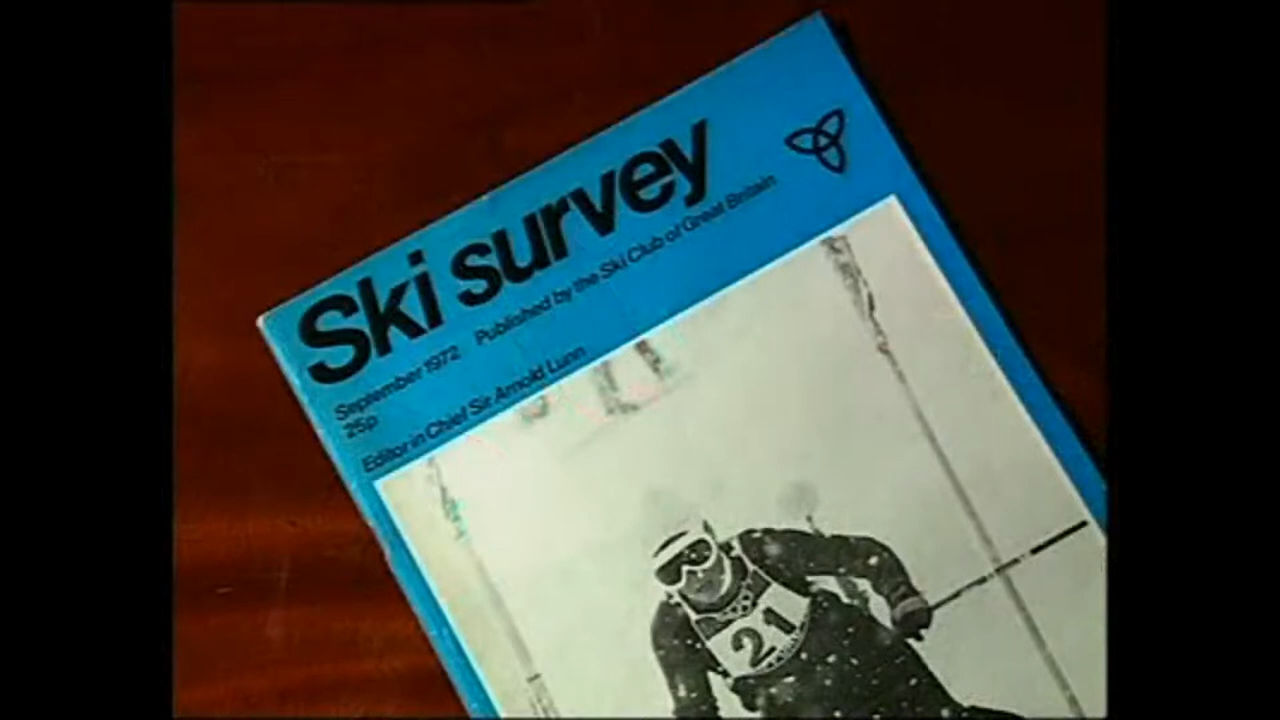 Ski survey
September 1972 Published by the Ski Club of Great Britain
25p
Editor in Chief Sir Arnold Lunn
21